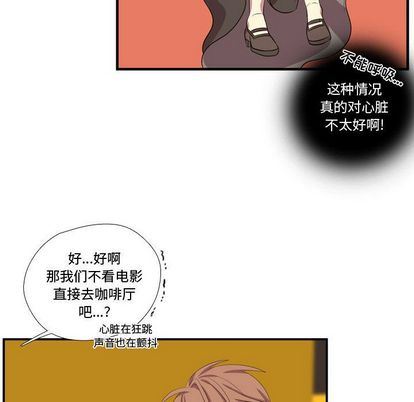 不能呼吸...
这种情况
真的对心脏
不太好啊!
好...好啊
那我们不看电影
直接去咖啡厅
吧...?
心脏在狂跳
声音也在颤抖